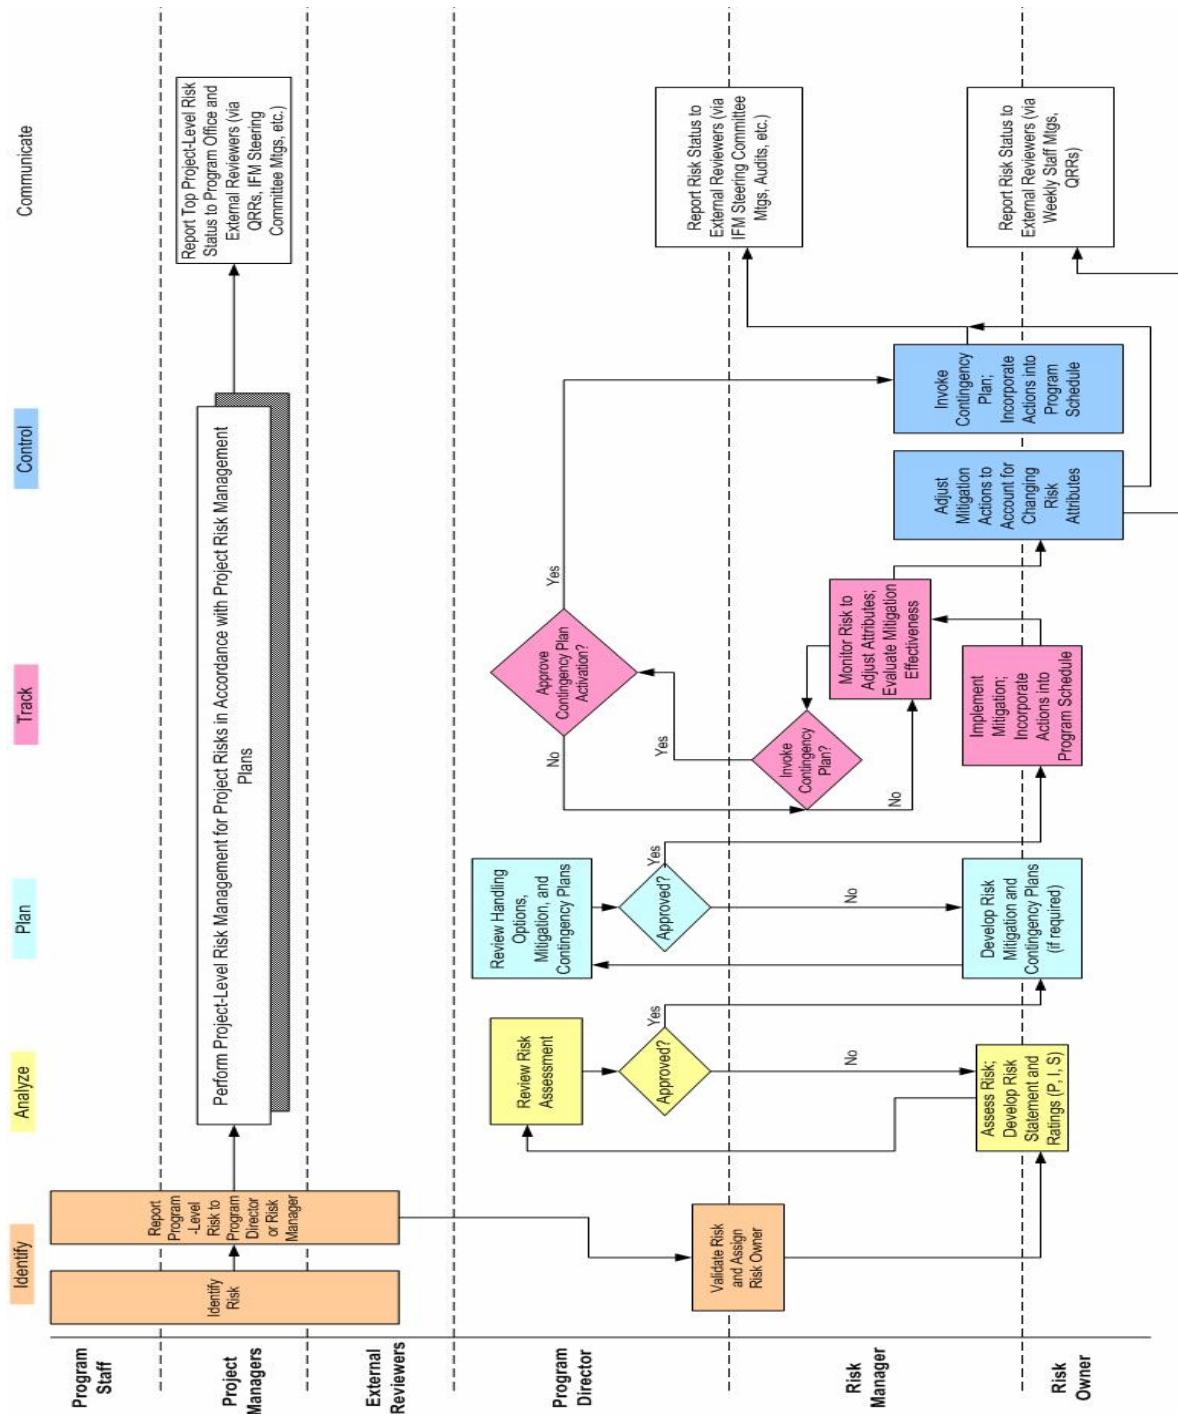 Identify
Analyze
Plan
Track
Control
Communicate
Program
Staff
Project
Managers
External
Reviewers
Program
Director
Risk
Manager
Risk
Owner
Identify
Risk
Report
Program
-Level
Risk to
Program
Director
or Risk
Manager
Perform Project-Level Risk Management for Project Risks in Accordance with Project Risk Management
Plans
Report Top Project-Level Risk
Status to Program Office and
External Reviewers (via
QRRs, IFM Steering
Committee Mtgs, etc.)
Validate Risk
and Assign
Risk Owner
Review Risk
Assessment
Approved?
Yes
No
Assess Risk;
Develop Risk
Statement and
Ratings (P, I, S)
Review Handling
Options,
Mitigation, and
Contingency Plans
Approved?
Yes
No
Develop Risk
Mitigation and
Contingency Plans
(if required)
Approve
Contingency Plan
Activation?
No
Yes
Yes
Invoke
Contingency
Plan?
No
Monitor Risk to
Adjust Attributes;
Evaluate Mitigation
Effectiveness
Implement
Mitigation;
Incorporate
Actions into
Program Schedule
Adjust
Mitigation
Actions to
Account for
Changing
Risk
Attributes
Invoke
Contingency
Plan;
Incorporate
Actions into
Program
Schedule
Report Risk Status to
External Reviewers (via
IFM Steering Committee
Mtgs, Audits, etc.)
Report Risk Status to
External Reviewers (via
Weekly Staff Mtgs,
QRRs)